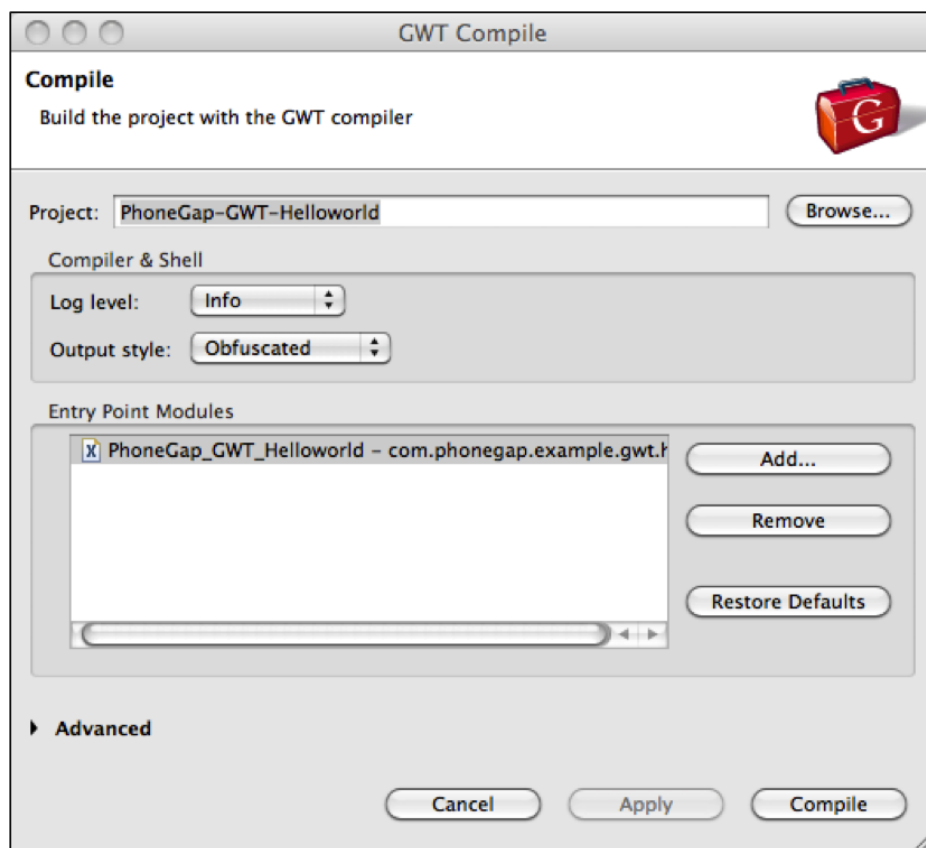 GWT Compile
Compile
Build the project with the GWT compiler
G
Project: PhoneGap-GWT-Helloworld Browse...
Compiler & Shell
Log level: Info
Output style: Obfuscated
Entry Point Modules
X PhoneGap_GWT_Helloworld – com.phonegap.example.gwt.h
Add...
Remove
Restore Defaults
Advanced
Cancel Apply Compile